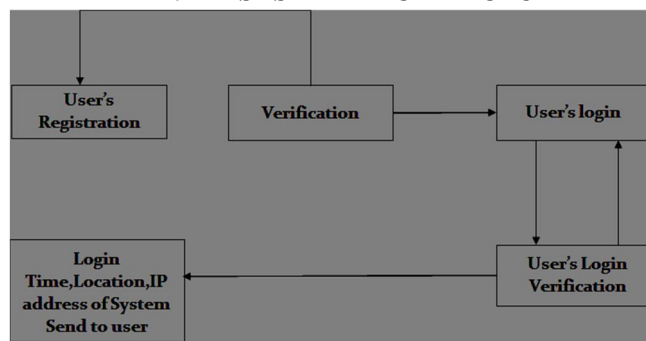 User's
Registration
Verification
User's login
Login
Time,Location,IP
address of System
Send to user
User's Login
Verification